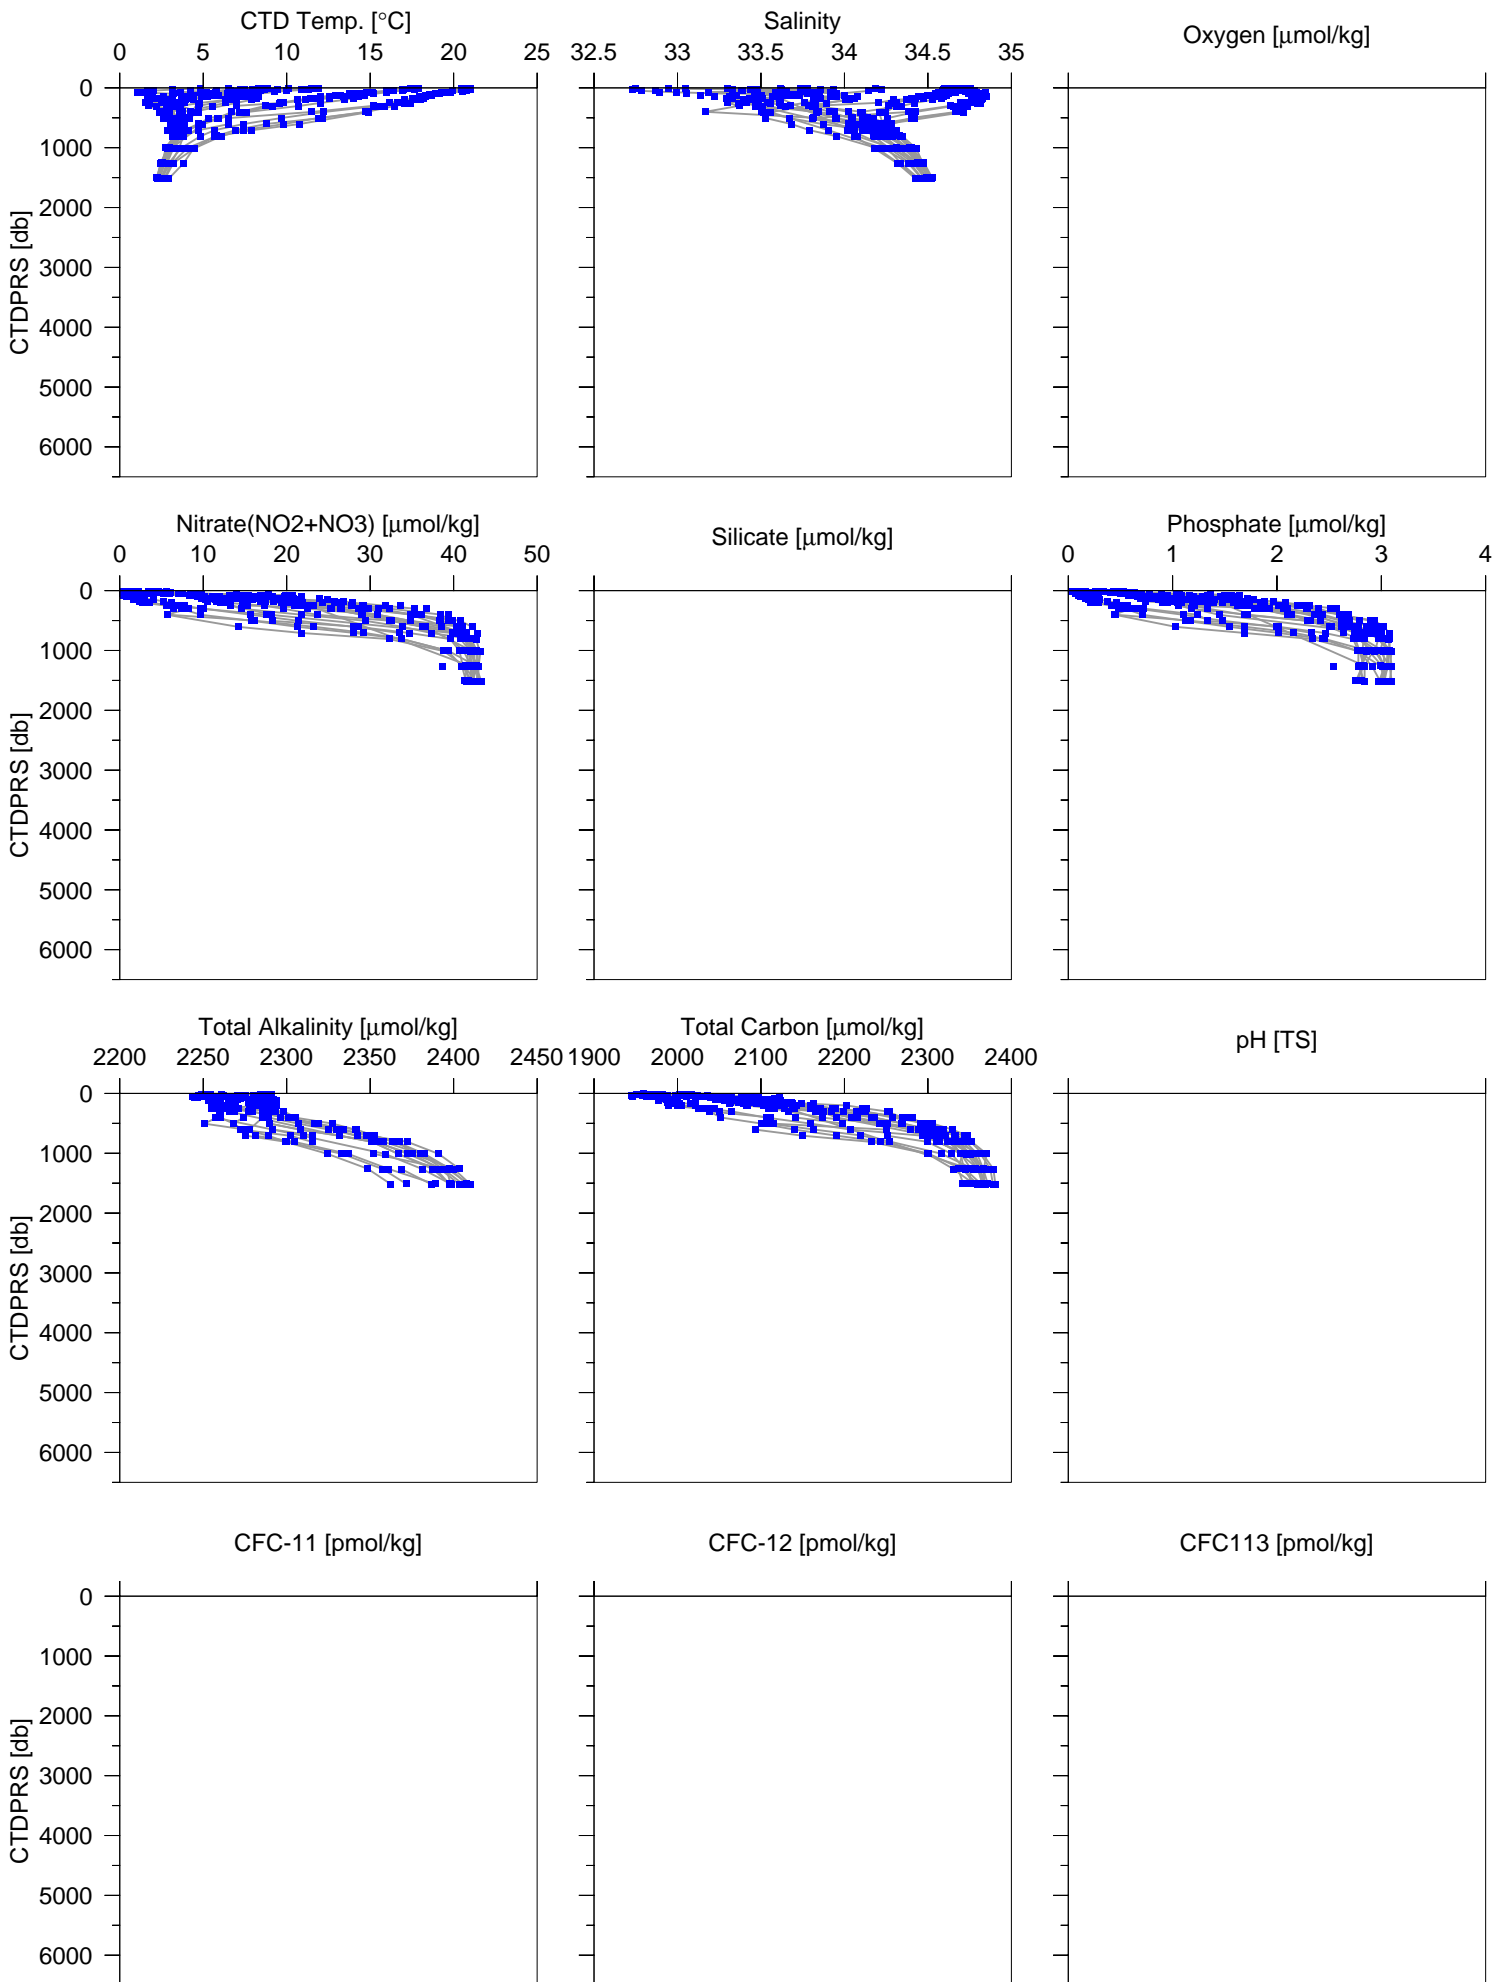 CTD Temp. [°C]
Salinity
Oxygen [µmol/kg]
0 5 10 15 20 25
32.5 33 33.5 34 34.5 35
0
1000
2000
3000
4000
5000
6000
CTDPRS [db]
Nitrate(NO2+NO3) [µmol/kg]
Silicate [µmol/kg]
Phosphate [µmol/kg]
0 10 20 30 40 50
0 1 2 3 4
0
1000
2000
3000
4000
5000
6000
CTDPRS [db]
Total Alkalinity [µmol/kg]
Total Carbon [µmol/kg]
pH [TS]
2200 2250 2300 2350 2400 2450
1900 2000 2100 2200 2300 2400
0
1000
2000
3000
4000
5000
6000
CTDPRS [db]
CFC-11 [pmol/kg]
CFC-12 [pmol/kg]
CFC113 [pmol/kg]
0
1000
2000
3000
4000
5000
6000
CTDPRS [db]